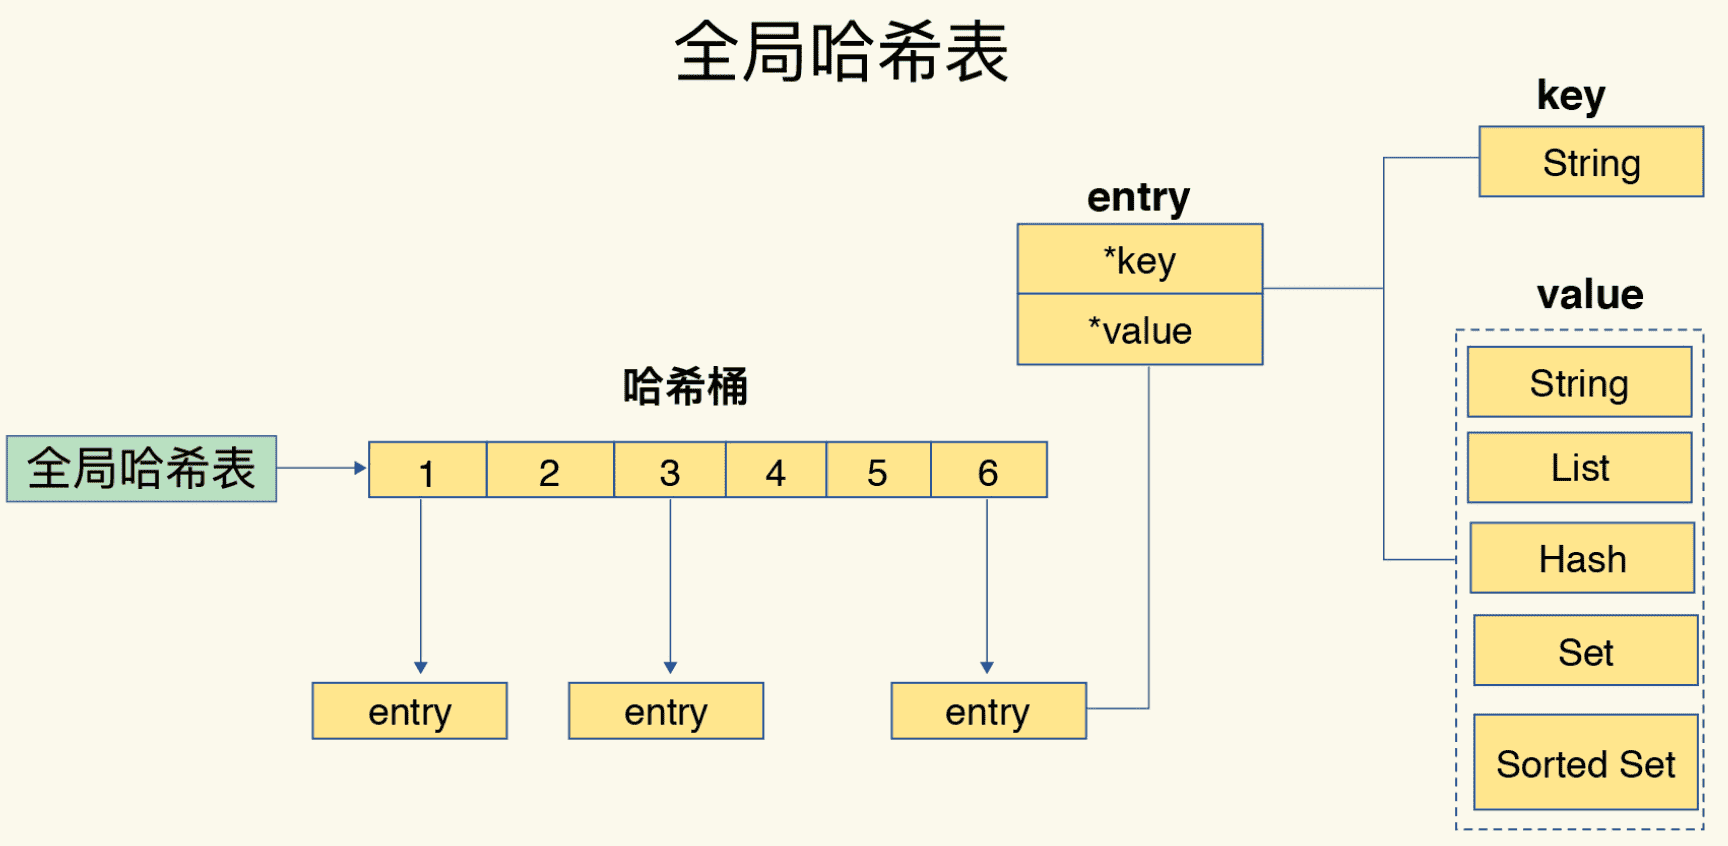 全局哈希表
key
String
entry
*key
*value
value
String
List
Hash
Set
Sorted Set
哈希桶
全局哈希表
1 2 3 4 5 6
entry entry entry